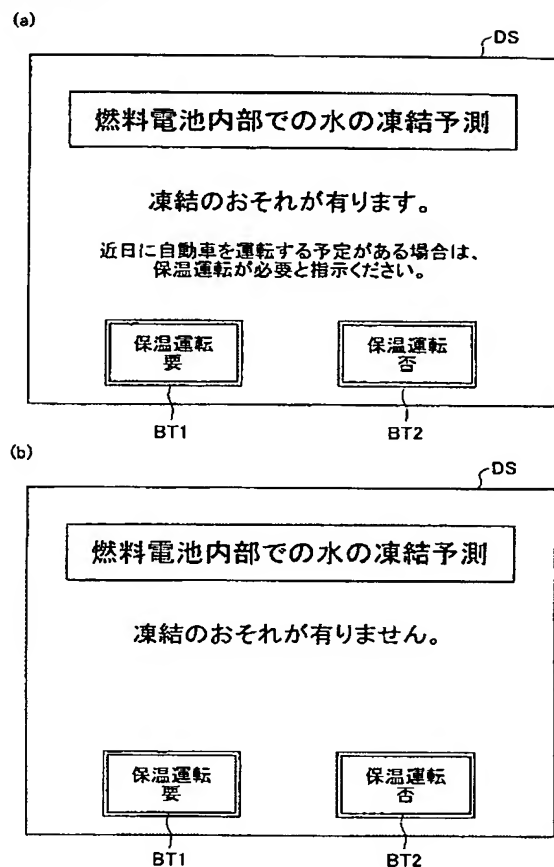 (a)
DS
燃料電池内部での水の凍結予測
凍結のおそれが有ります。
近日に自動車を運転する予定がある場合は、
保温運転が必要と指示ください。
保温運転
要
保温運転
否
BT1
BT2
(b)
DS
燃料電池内部での水の凍結予測
凍結のおそれが有りません。
保温運転
要
保温運転
否
BT1
BT2